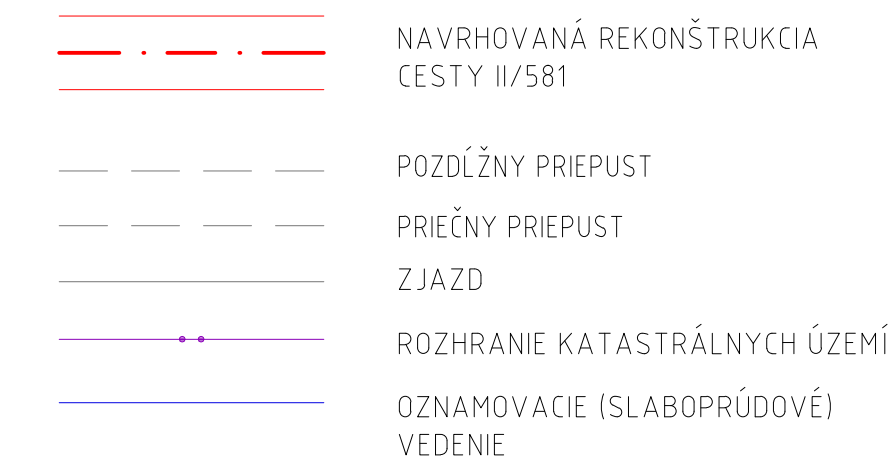 NAVRHOVANÁ REKONŠTRUKCIA
CESTY II/581
POZDĹŽNY PRIEPUST
PRIEČNY PRIEPUST
ZJAZD
ROZHRANIE KATASTRÁLNYCH ÚZEMÍ
OZNAMOVACIE (SLABOPRÚDOVÉ)
VEDENIE